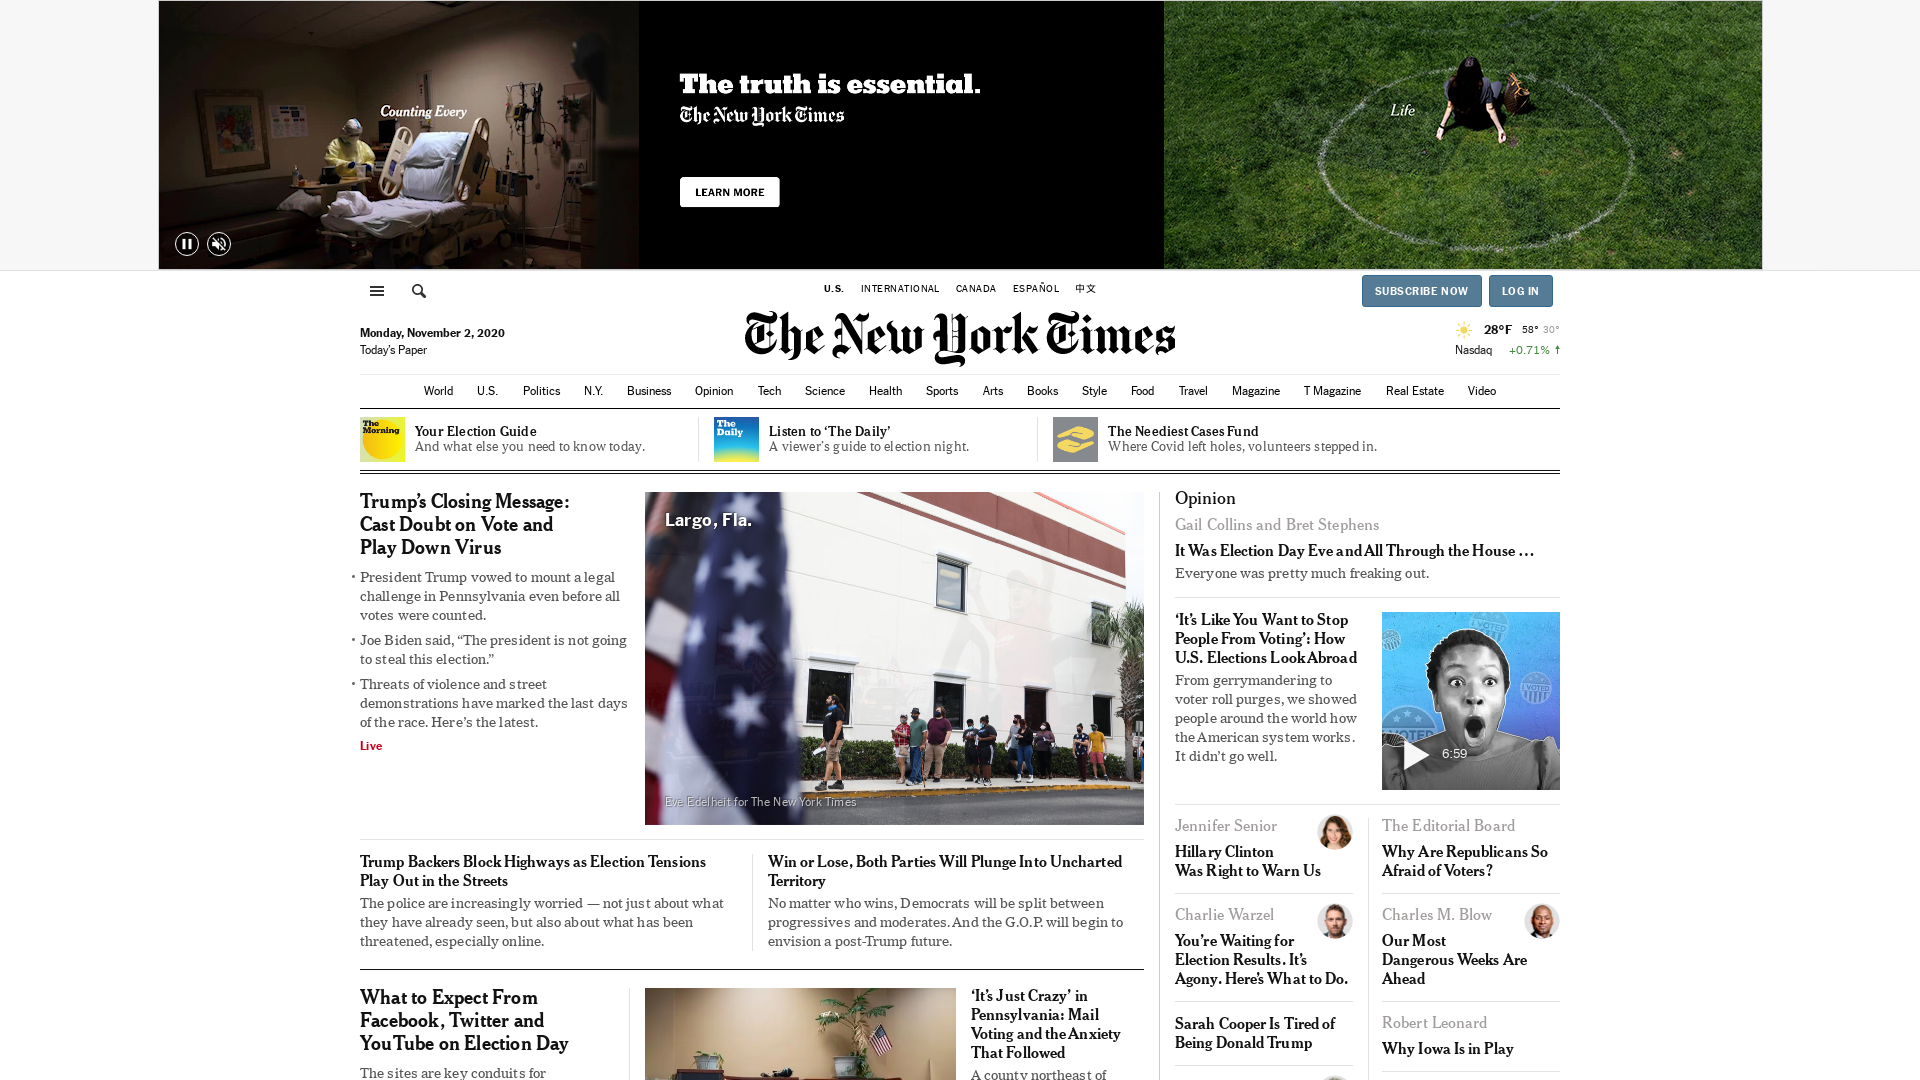 Counting Every
The truth is essential.
The New York Times
LEARN MORE
Life
U.S. INTERNATIONAL CANADA ESPAÑOL 中文
SUBSCRIBE NOW LOG IN
Monday, November 2, 2020
Today's Paper
The New York Times
28°F 58° 30°
Nasdaq +0.71% ↑
World U.S. Politics N.Y. Business Opinion Tech Science Health Sports Arts Books Style Food Travel Magazine T Magazine Real Estate Video
The
Morning
Your Election Guide
And what else you need to know today.
The
Daily
Listen to ‘The Daily’
A viewer's guide to election night.
The Neediest Cases Fund
Where Covid left holes, volunteers stepped in.
Trump’s Closing Message:
Cast Doubt on Vote and
Play Down Virus
• President Trump vowed to mount a legal
challenge in Pennsylvania even before all
votes were counted.
• Joe Biden said, “The president is not going
to steal this election.”
• Threats of violence and street
demonstrations have marked the last days
of the race. Here’s the latest.
Live
Largo, Fla.
Eve Edelheit for The New York Times
Trump Backers Block Highways as Election Tensions
Play Out in the Streets
The police are increasingly worried — not just about what
they have already seen, but also about what has been
threatened, especially online.
Win or Lose, Both Parties Will Plunge Into Uncharted
Territory
No matter who wins, Democrats will be split between
progressives and moderates. And the G.O.P. will begin to
envision a post-Trump future.
What to Expect From
Facebook, Twitter and
YouTube on Election Day
The sites are key conduits for
‘It’s Just Crazy’ in
Pennsylvania: Mail
Voting and the Anxiety
That Followed
A county northeast of
Opinion
Gail Collins and Bret Stephens
It Was Election Day Eve and All Through the House …
Everyone was pretty much freaking out.
‘It’s Like You Want to Stop
People From Voting’: How
U.S. Elections Look Abroad
From gerrymandering to
voter roll purges, we showed
people around the world how
the American system works.
It didn’t go well.
I VOTED
I VOTED
VOTED
6:59
Jennifer Senior
Hillary Clinton
Was Right to Warn Us
The Editorial Board
Why Are Republicans So
Afraid of Voters?
Charlie Warzel
You’re Waiting for
Election Results. It’s
Agony. Here’s What to Do.
Charles M. Blow
Our Most
Dangerous Weeks Are
Ahead
Sarah Cooper Is Tired of
Being Donald Trump
Robert Leonard
Why Iowa Is in Play